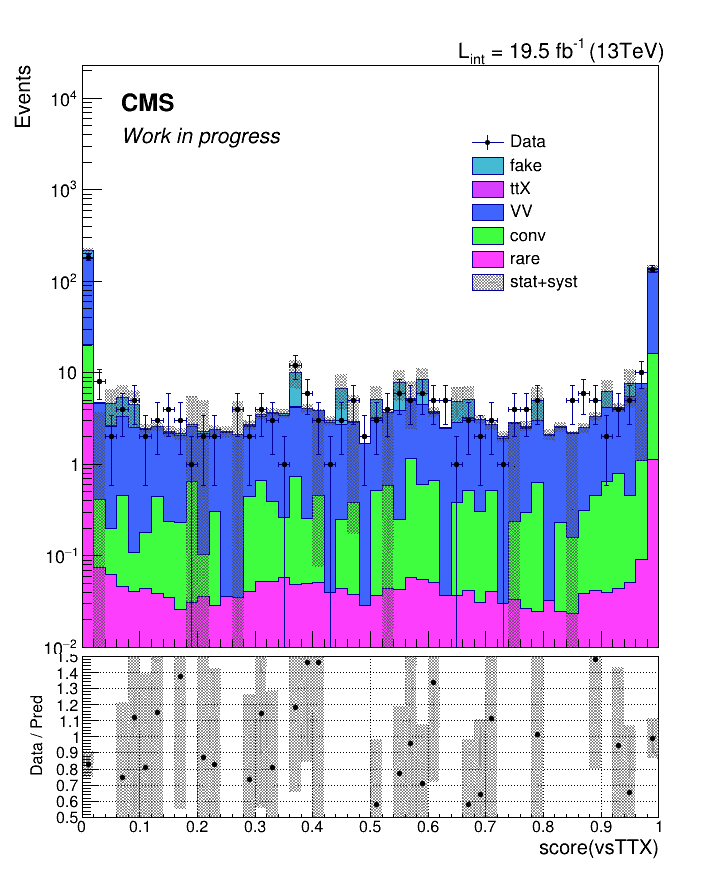 L_int = 19.5 fb^-1 (13TeV)
Events
CMS
Work in progress
Data
fake
ttX
VV
conv
rare
stat+syst
10^4
10^3
10^2
10
1
10^-1
10^-2
Data / Pred
1.5
1.4
1.3
1.2
1.1
1
0.9
0.8
0.7
0.6
0.5
0 0.1 0.2 0.3 0.4 0.5 0.6 0.7 0.8 0.9 1
score(vsTTX)